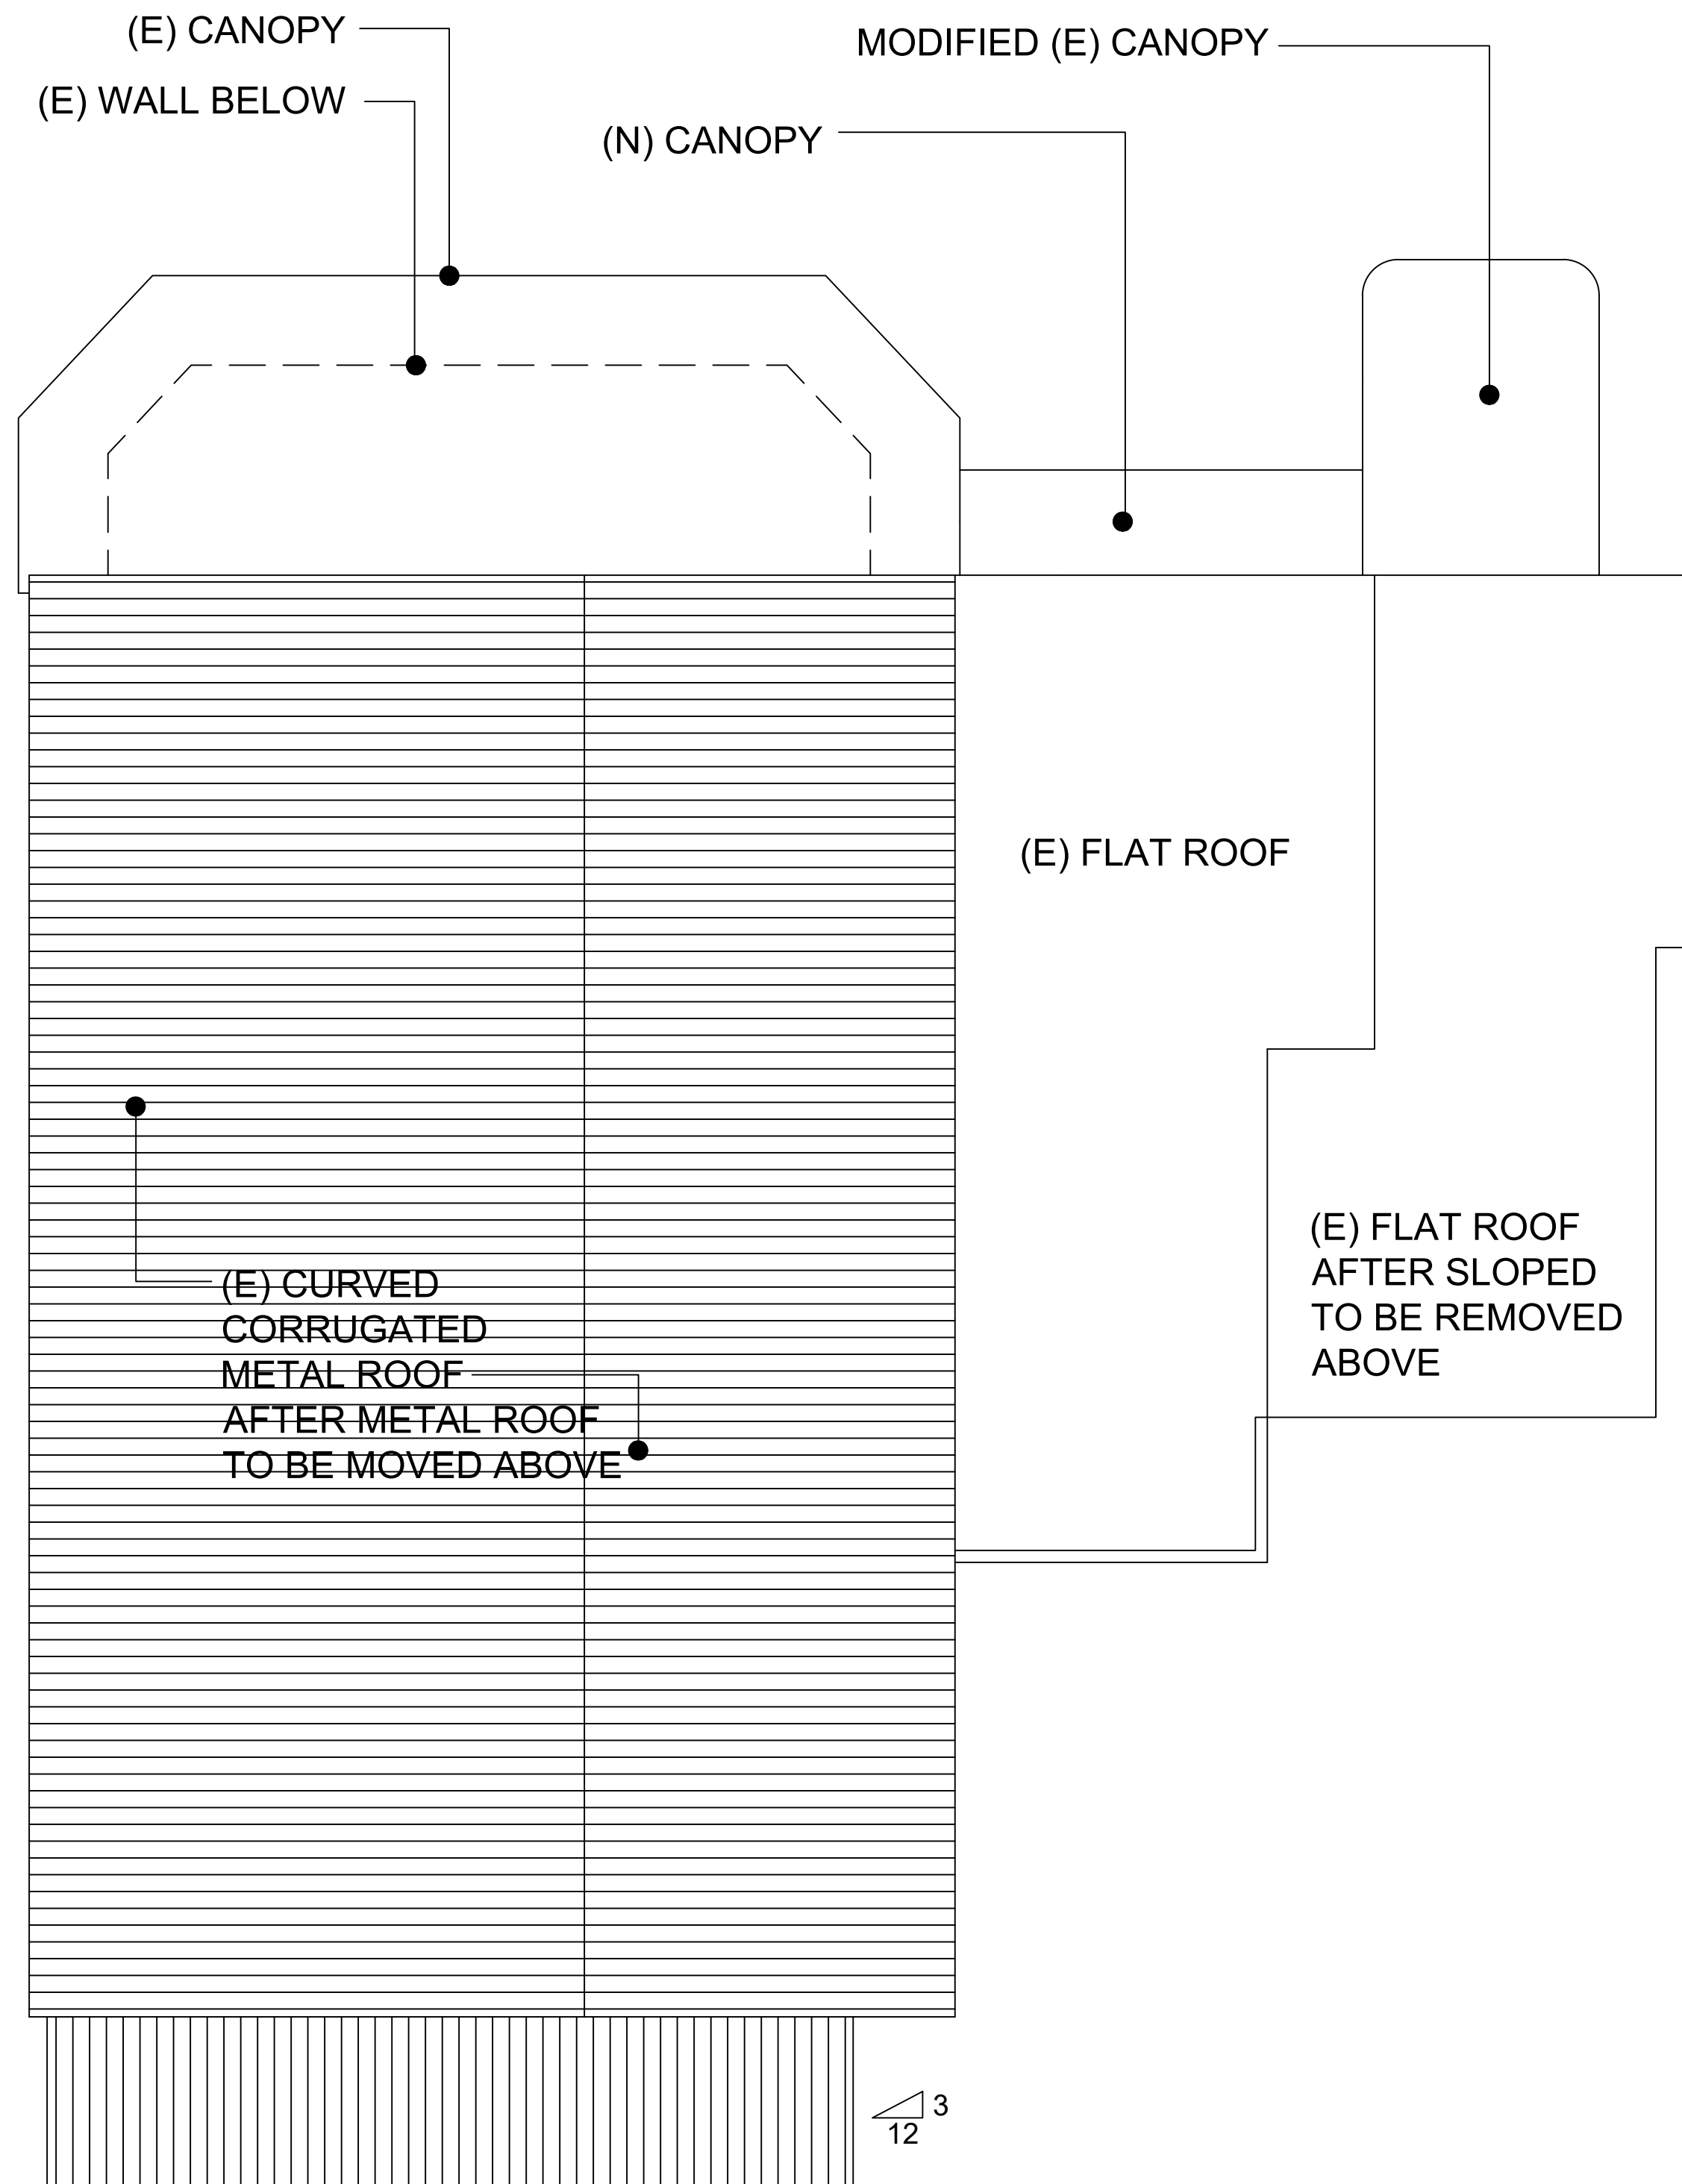 (E) CANOPY
MODIFIED (E) CANOPY
(E) WALL BELOW
(N) CANOPY
(E) FLAT ROOF
(E) FLAT ROOF
AFTER SLOPED
TO BE REMOVED
ABOVE
(E) CURVED
CORRUGATED
METAL ROOF
AFTER METAL ROOF
TO BE MOVED ABOVE
3
12